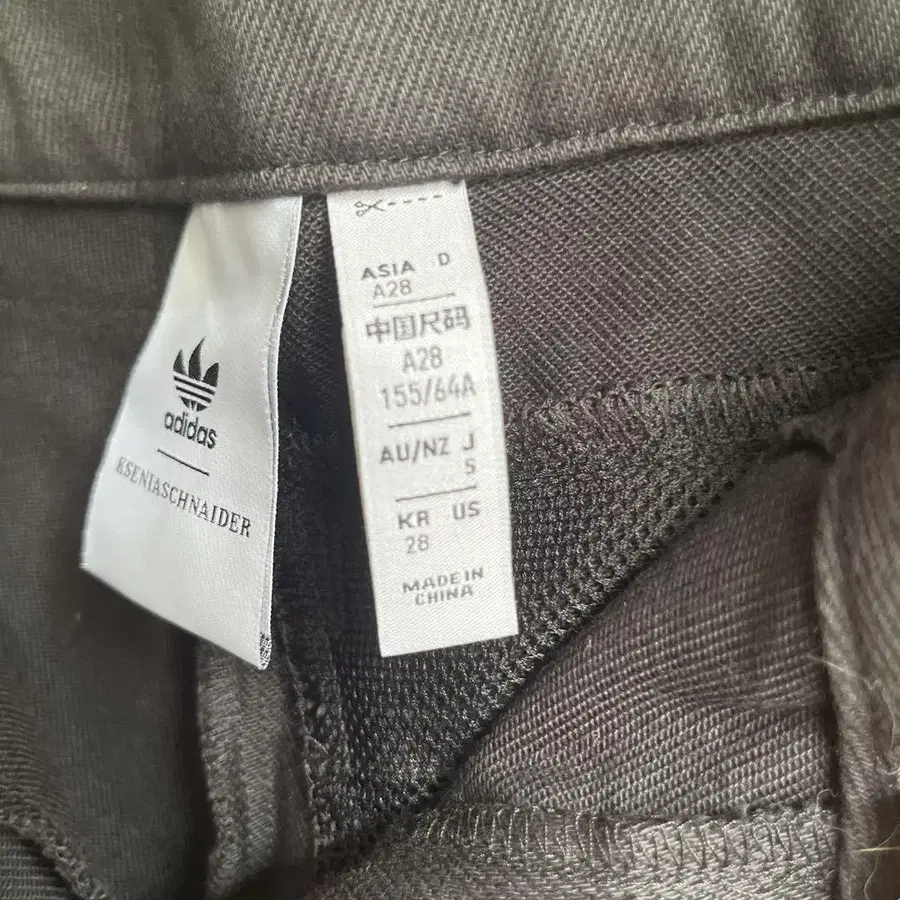 adidas
KSENIASCHNAIDER
ASIA D
A28
中国尺码
A28
155/64A
AU/NZ J
S
KR US
28
MADE IN
CHINA